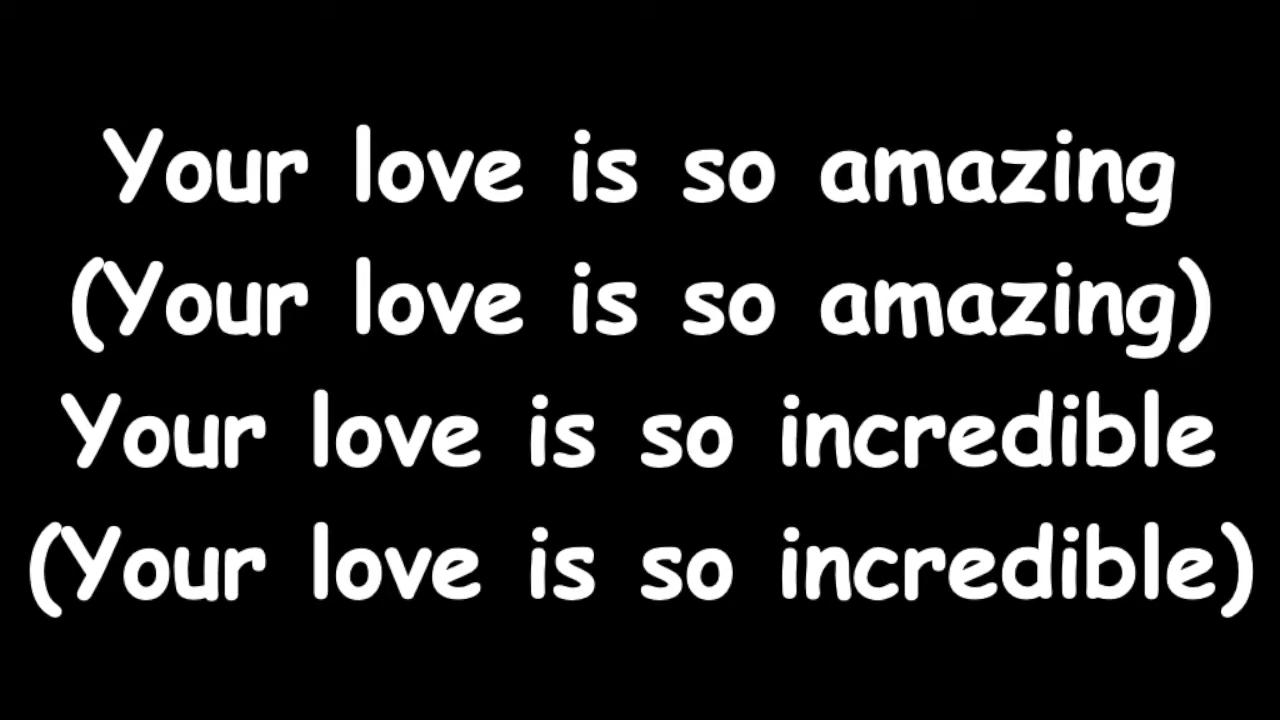 Your love is so amazing
(Your love is so amazing)
Your love is so incredible
(Your love is so incredible)